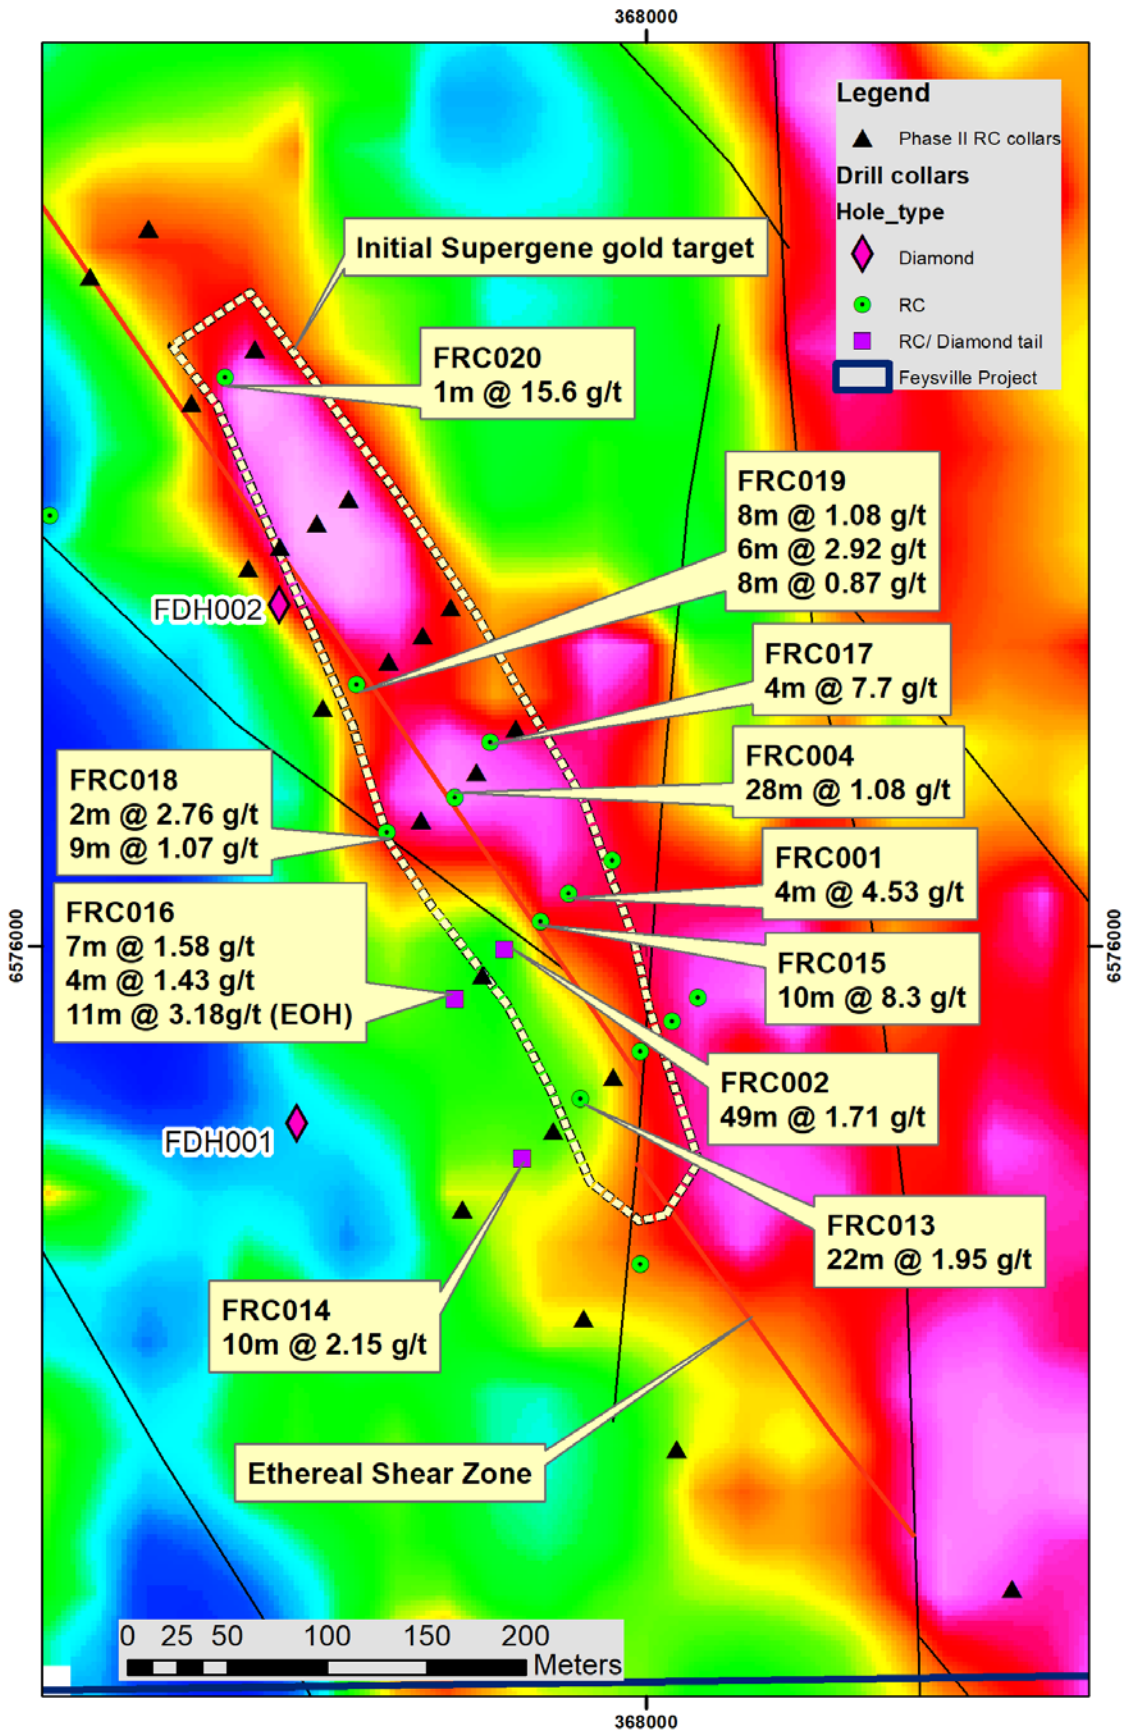 368000
Legend
Phase II RC collars
Drill collars
Hole_type
Diamond
RC
RC/ Diamond tail
Feysville Project
Initial Supergene gold target
FRC020
1m @ 15.6 g/t
FRC019
8m @ 1.08 g/t
6m @ 2.92 g/t
8m @ 0.87 g/t
FDH002
FRC017
4m @ 7.7 g/t
FRC004
28m @ 1.08 g/t
FRC018
2m @ 2.76 g/t
9m @ 1.07 g/t
FRC001
4m @ 4.53 g/t
FRC016
7m @ 1.58 g/t
4m @ 1.43 g/t
11m @ 3.18g/t (EOH)
6576000
6576000
FRC015
10m @ 8.3 g/t
FRC002
49m @ 1.71 g/t
FDH001
FRC013
22m @ 1.95 g/t
FRC014
10m @ 2.15 g/t
Ethereal Shear Zone
0 25 50 100 150 200
Meters
368000